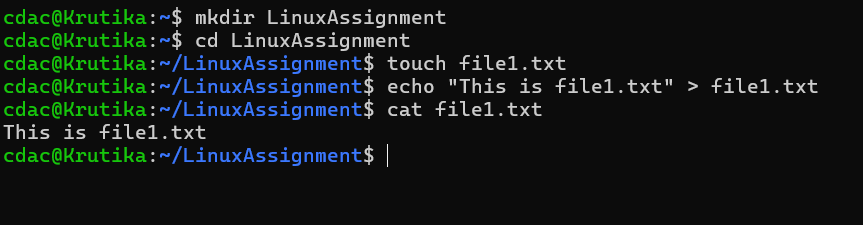 cdac@Krutika:~$ mkdir LinuxAssignment
cdac@Krutika:~$ cd LinuxAssignment
cdac@Krutika:~/LinuxAssignment$ touch file1.txt
cdac@Krutika:~/LinuxAssignment$ echo "This is file1.txt" > file1.txt
cdac@Krutika:~/LinuxAssignment$ cat file1.txt
This is file1.txt
cdac@Krutika:~/LinuxAssignment$